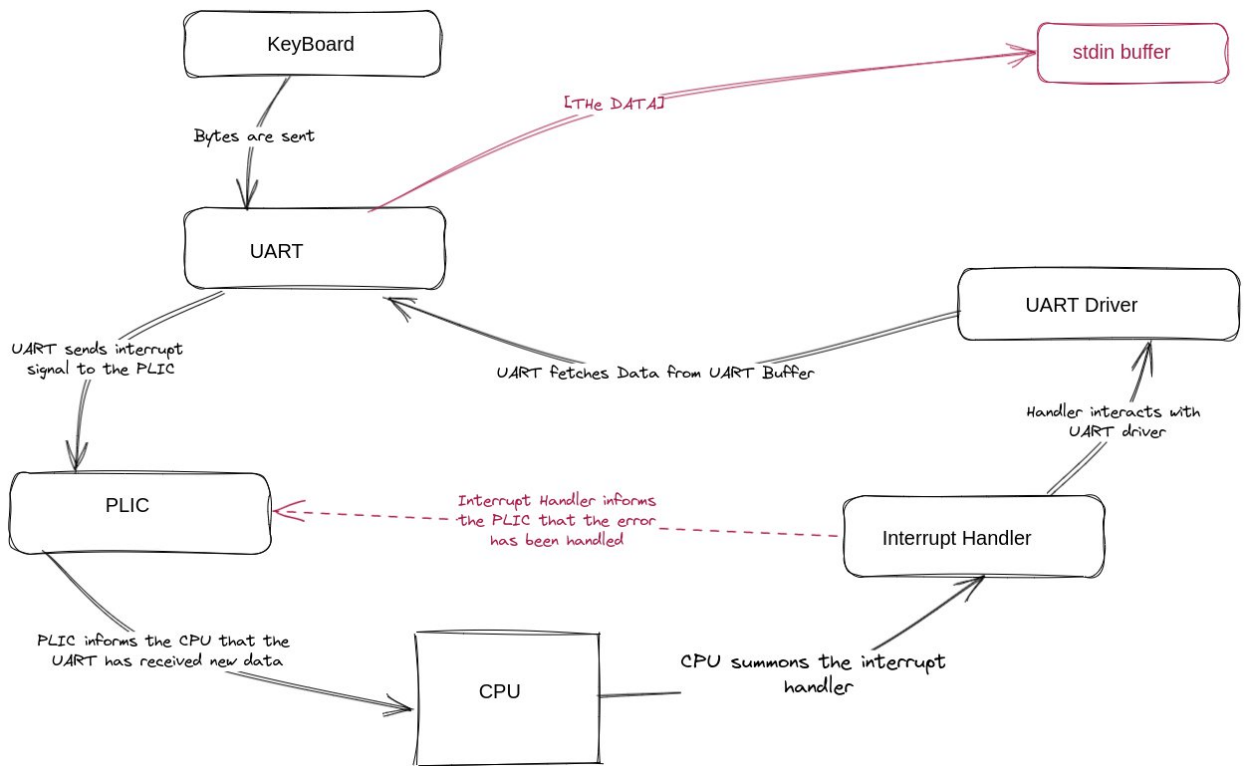 KeyBoard
stdin buffer
[THe DATA]
Bytes are sent
UART
UART Driver
UART sends interrupt
signal to the PLIC
UART fetches Data from UART Buffer
Handler interacts with
UART driver
PLIC
Interrupt Handler informs
the PLIC that the error
has been handled
Interrupt Handler
PLIC informs the CPU that the
UART has received new data
CPU
CPU summons the interrupt
handler